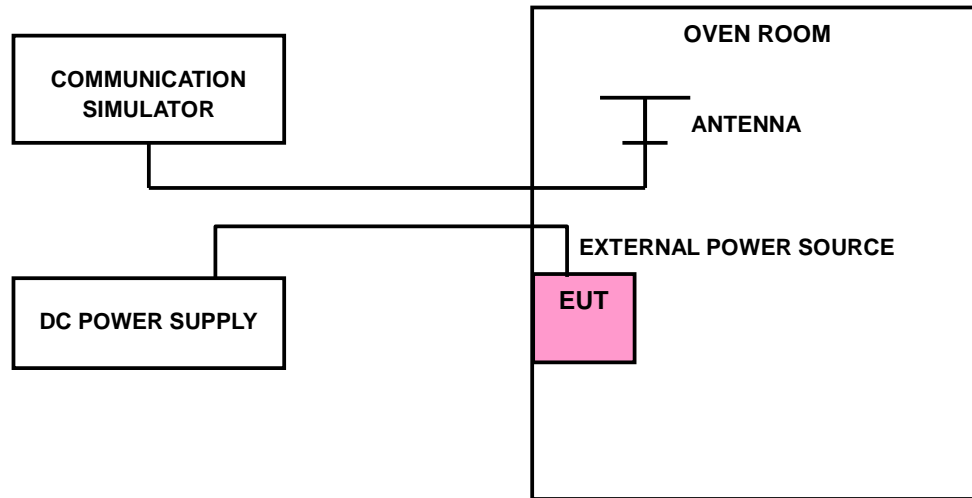 OVEN ROOM
COMMUNICATION
SIMULATOR
ANTENNA
EXTERNAL POWER SOURCE
EUT
DC POWER SUPPLY